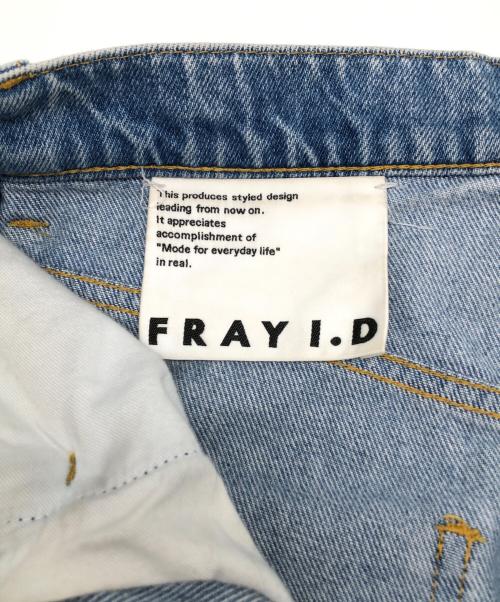 This produces styled design
leading from now on.
It appreciates
accomplishment of
"Mode for everyday life"
in real.
FRAY I.D